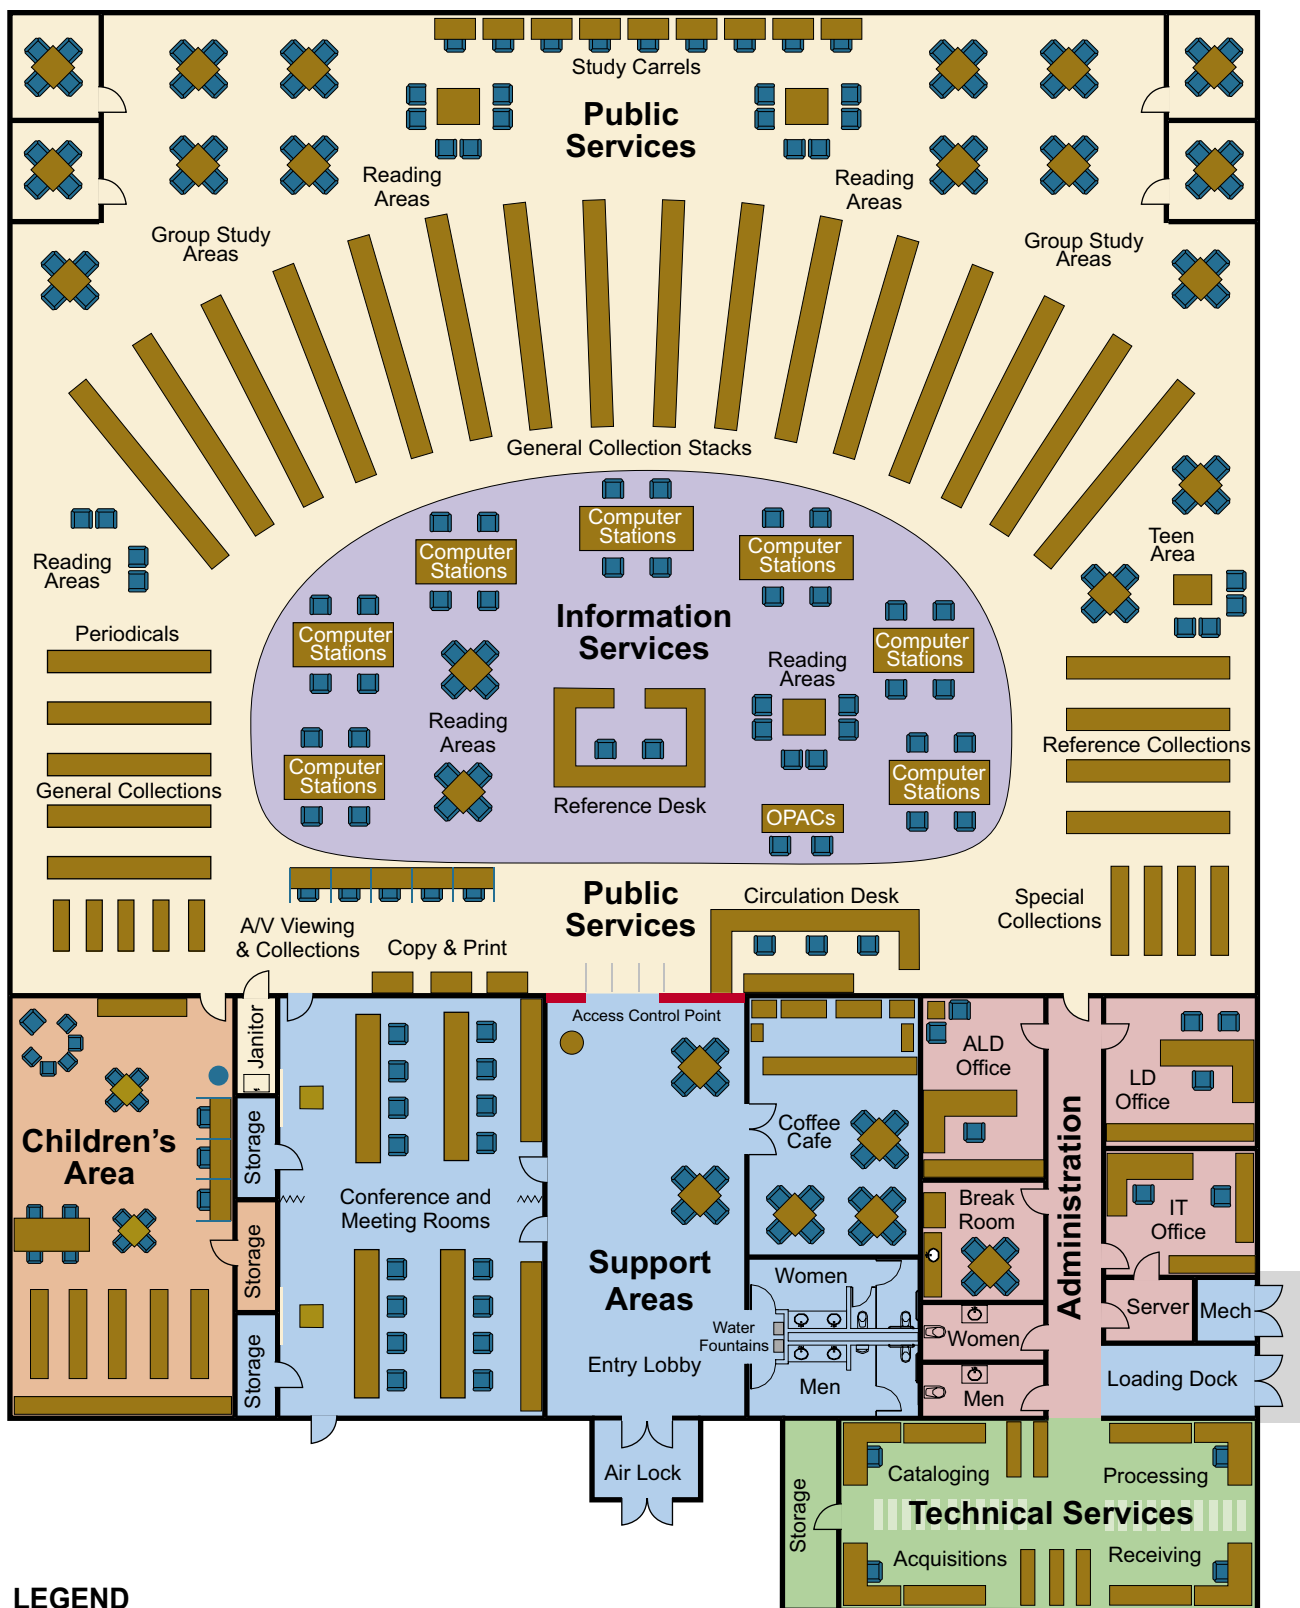 Study Carrels
Public
Services
Reading
Areas
Reading
Areas
Group Study
Areas
Group Study
Areas
General Collection Stacks
Computer
Stations
Computer
Stations
Computer
Stations
Teen
Area
Reading
Areas
Information
Services
Periodicals
Computer
Stations
Computer
Stations
Reading
Areas
Reading
Areas
Reference Collections
General Collections
Computer
Stations
Computer
Stations
Reference Desk
OPACs
Public
Services
Circulation Desk
Special
Collections
A/V Viewing
& Collections
Copy & Print
Access Control Point
Janitor
ALD
Office
LD
Office
Children's
Area
Storage
Coffee
Cafe
Administration
Conference and
Meeting Rooms
Break
Room
IT
Office
Storage
Support
Areas
Women
Server
Mech
Water
Fountains
Women
Storage
Entry Lobby
Men
Men
Loading Dock
Air Lock
Cataloging
Processing
Storage
Technical Services
Acquisitions
Receiving
LEGEND